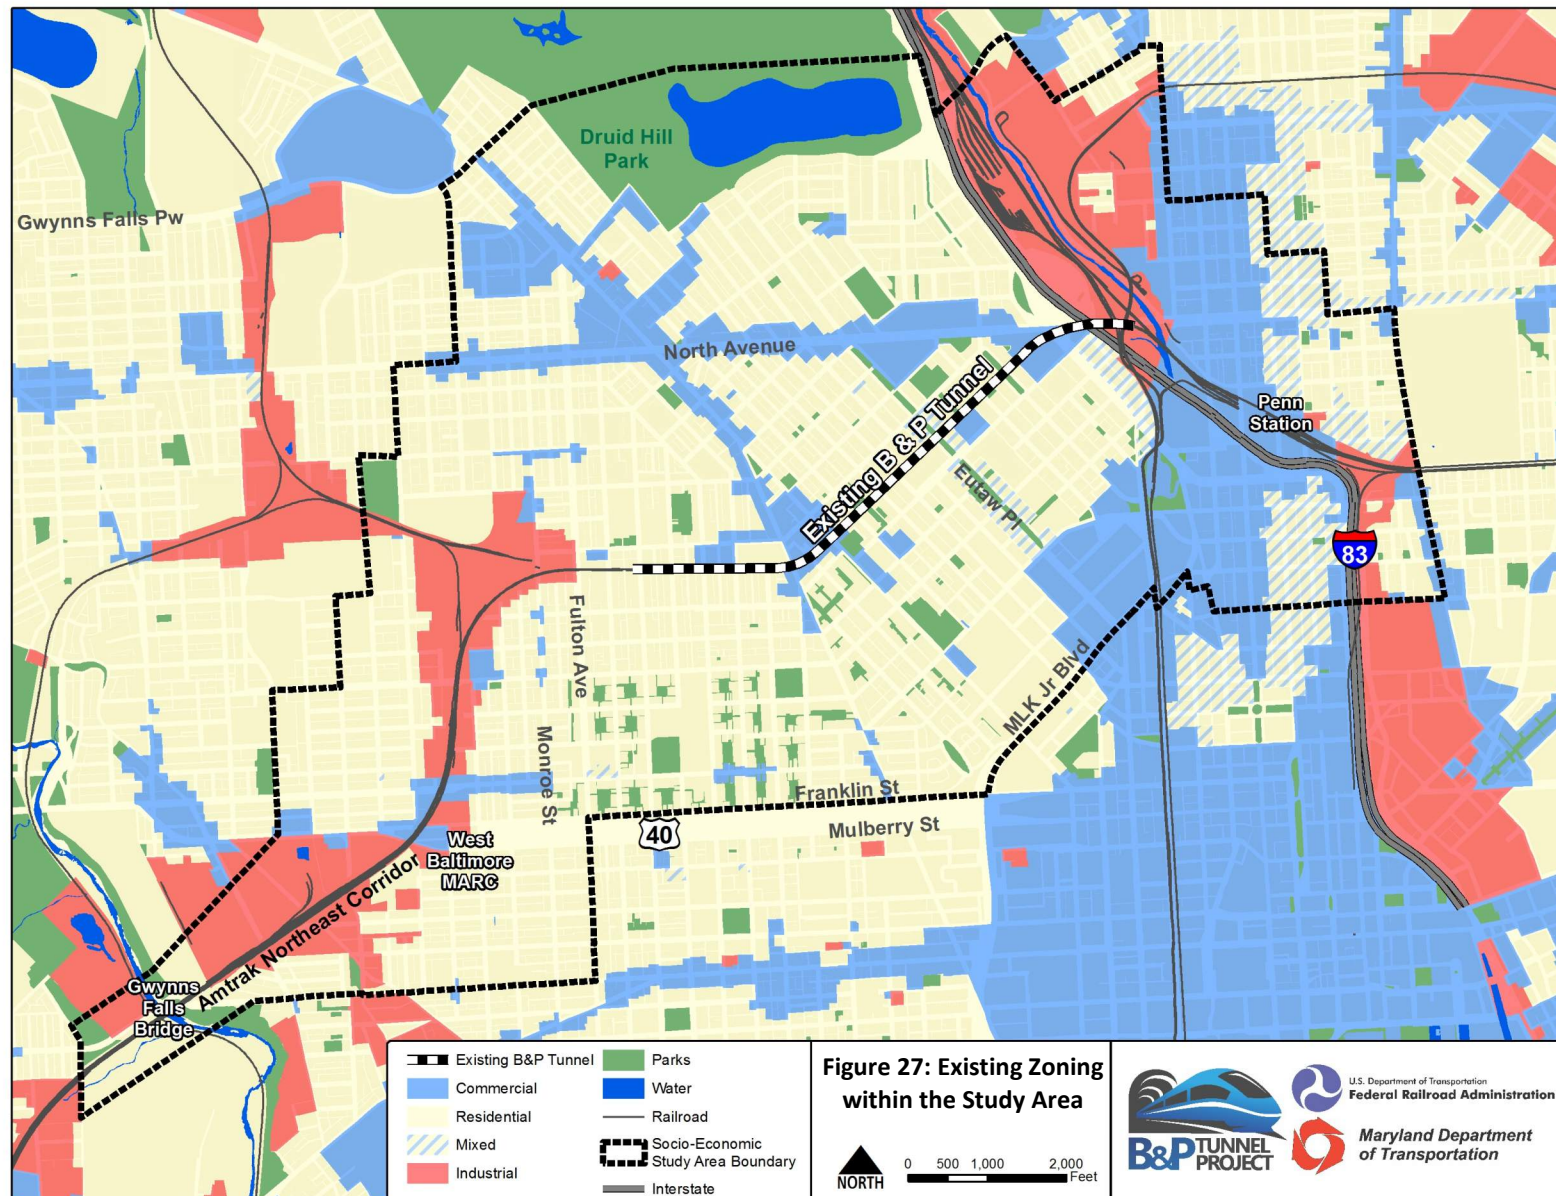 Druid Hill
Park
Gwynns Falls Pw
North Avenue
Existing B & P Tunnel
Penn
Station
Eutaw Pl
83
Fulton Ave
MLK Jr Blvd
Monroe St
Franklin St
40
Mulberry St
West
Baltimore
MARC
Amtrak Northeast Corridor
Gwynns
Falls
Bridge
Existing B&P Tunnel
Commercial
Residential
Mixed
Industrial
Parks
Water
Railroad
Socio-Economic
Study Area Boundary
Interstate
Figure 27: Existing Zoning
within the Study Area
NORTH
0 500 1,000 2,000
Feet
B&P TUNNEL
PROJECT
U.S. Department of Transportation
Federal Railroad Administration
Maryland Department
of Transportation